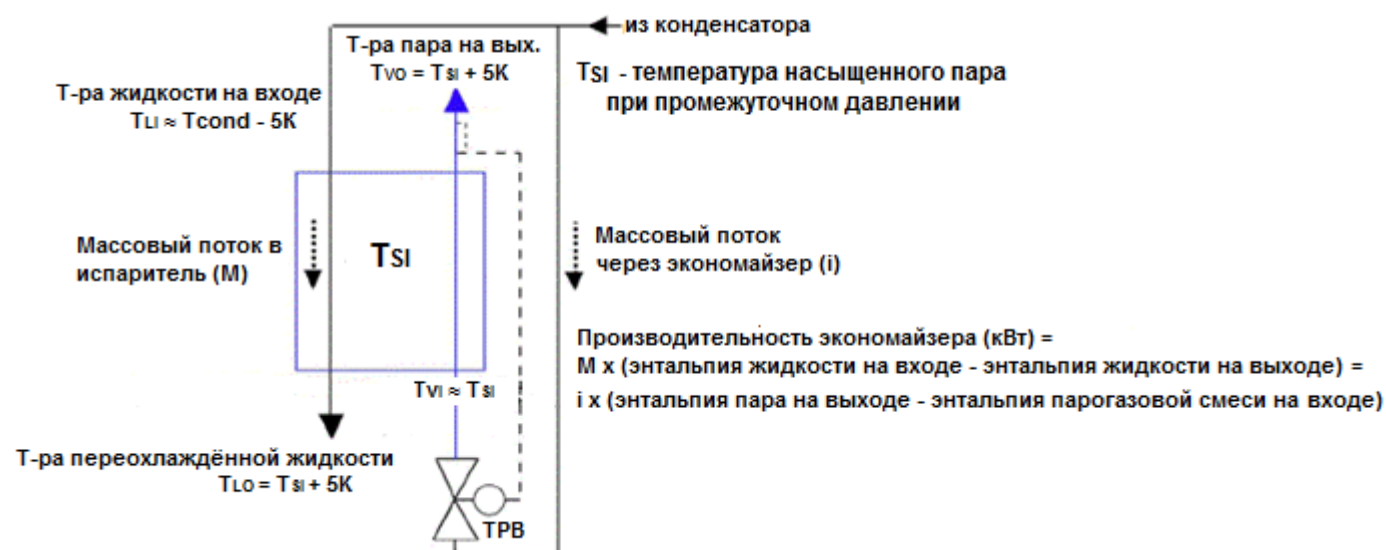 из конденсатора
Т-ра пара на вых.
Tvo = Tsi + 5K
TSI - температура насыщенного пара
при промежуточном давлении
Т-ра жидкости на входе
TLI ≈ Tcond - 5К
Массовый поток в
испаритель (М)
TSI
Массовый поток
через экономайзер (i)
Производительность экономайзера (кВт) =
М х (энтальпия жидкости на входе - энтальпия жидкости на выходе) =
i х (энтальпия пара на выходе - энтальпия парогазовой смеси на входе)
TVI ≈ TSI
Т-ра переохлаждённой жидкости
TLO = TSI + 5K
ТРВ